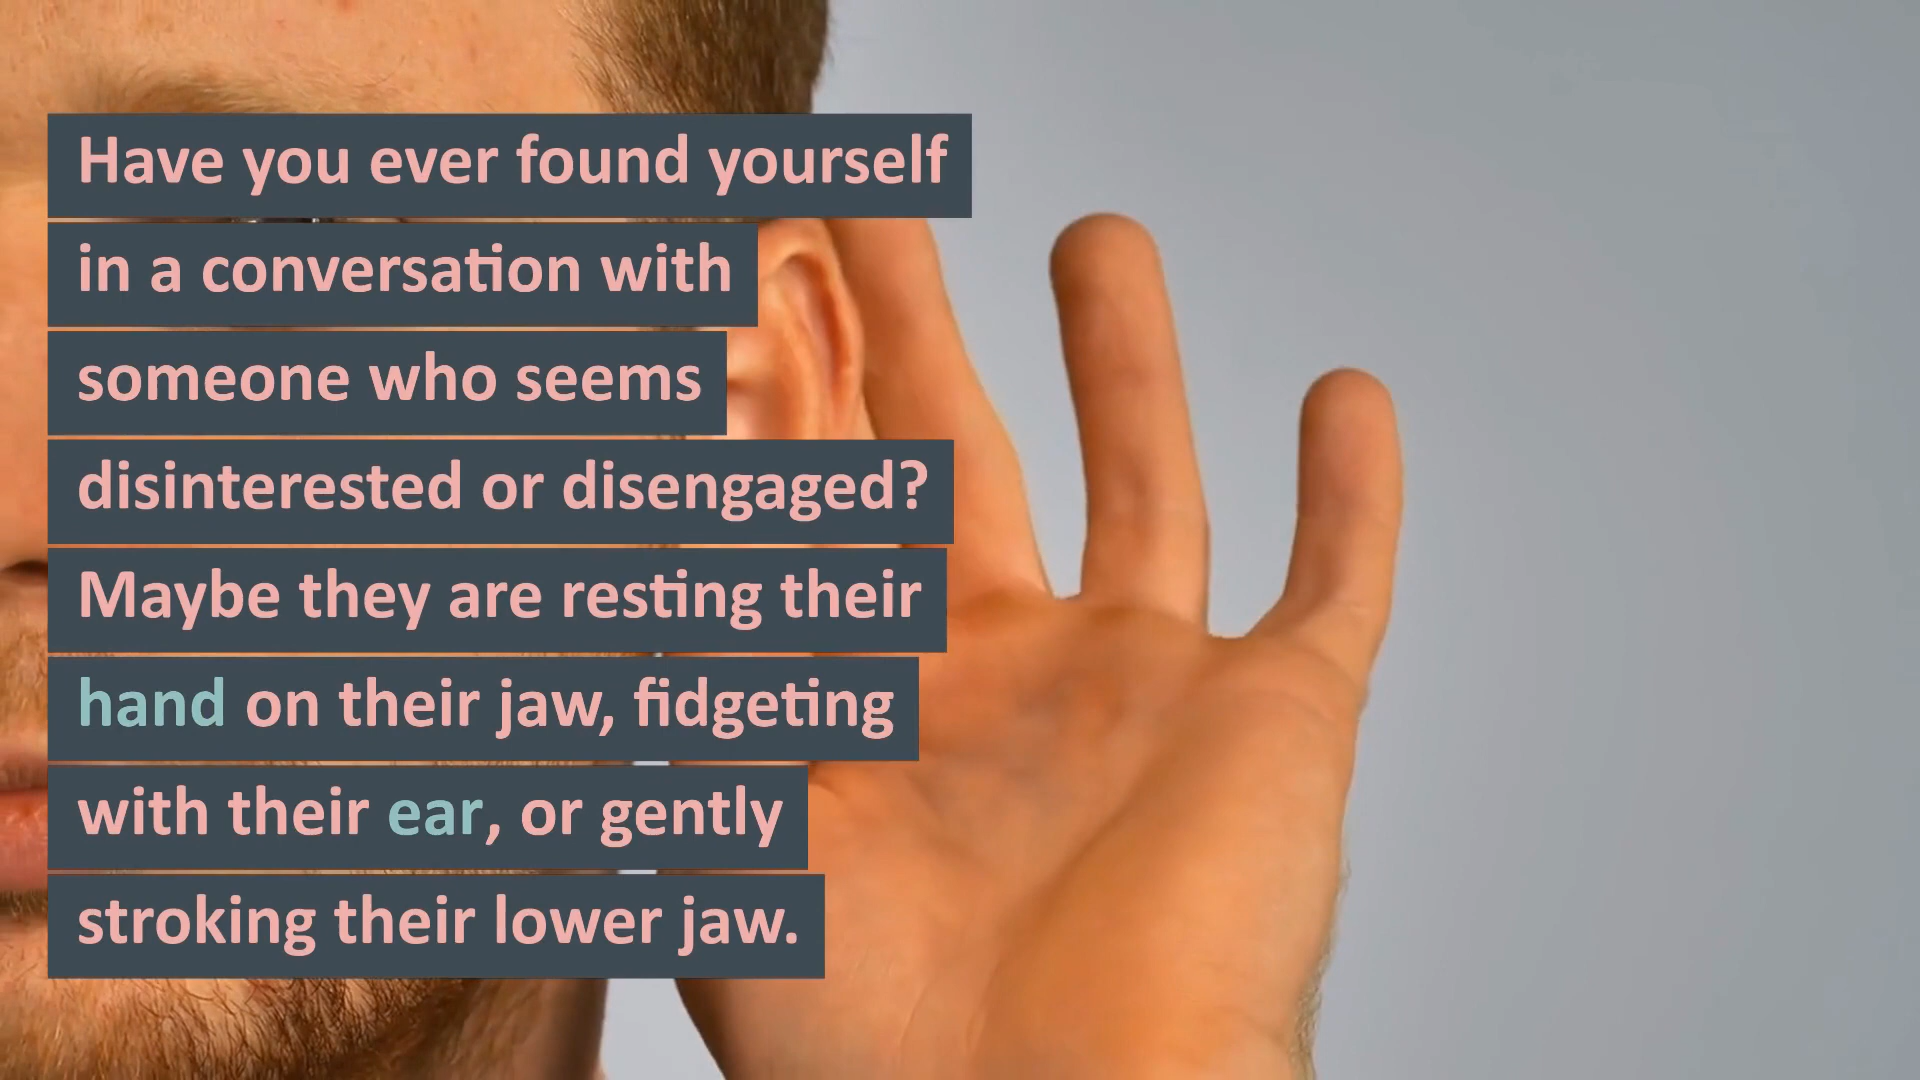 Have you ever found yourself
in a conversation with
someone who seems
disinterested or disengaged?
Maybe they are resting their
hand on their jaw, fidgeting
with their ear, or gently
stroking their lower jaw.